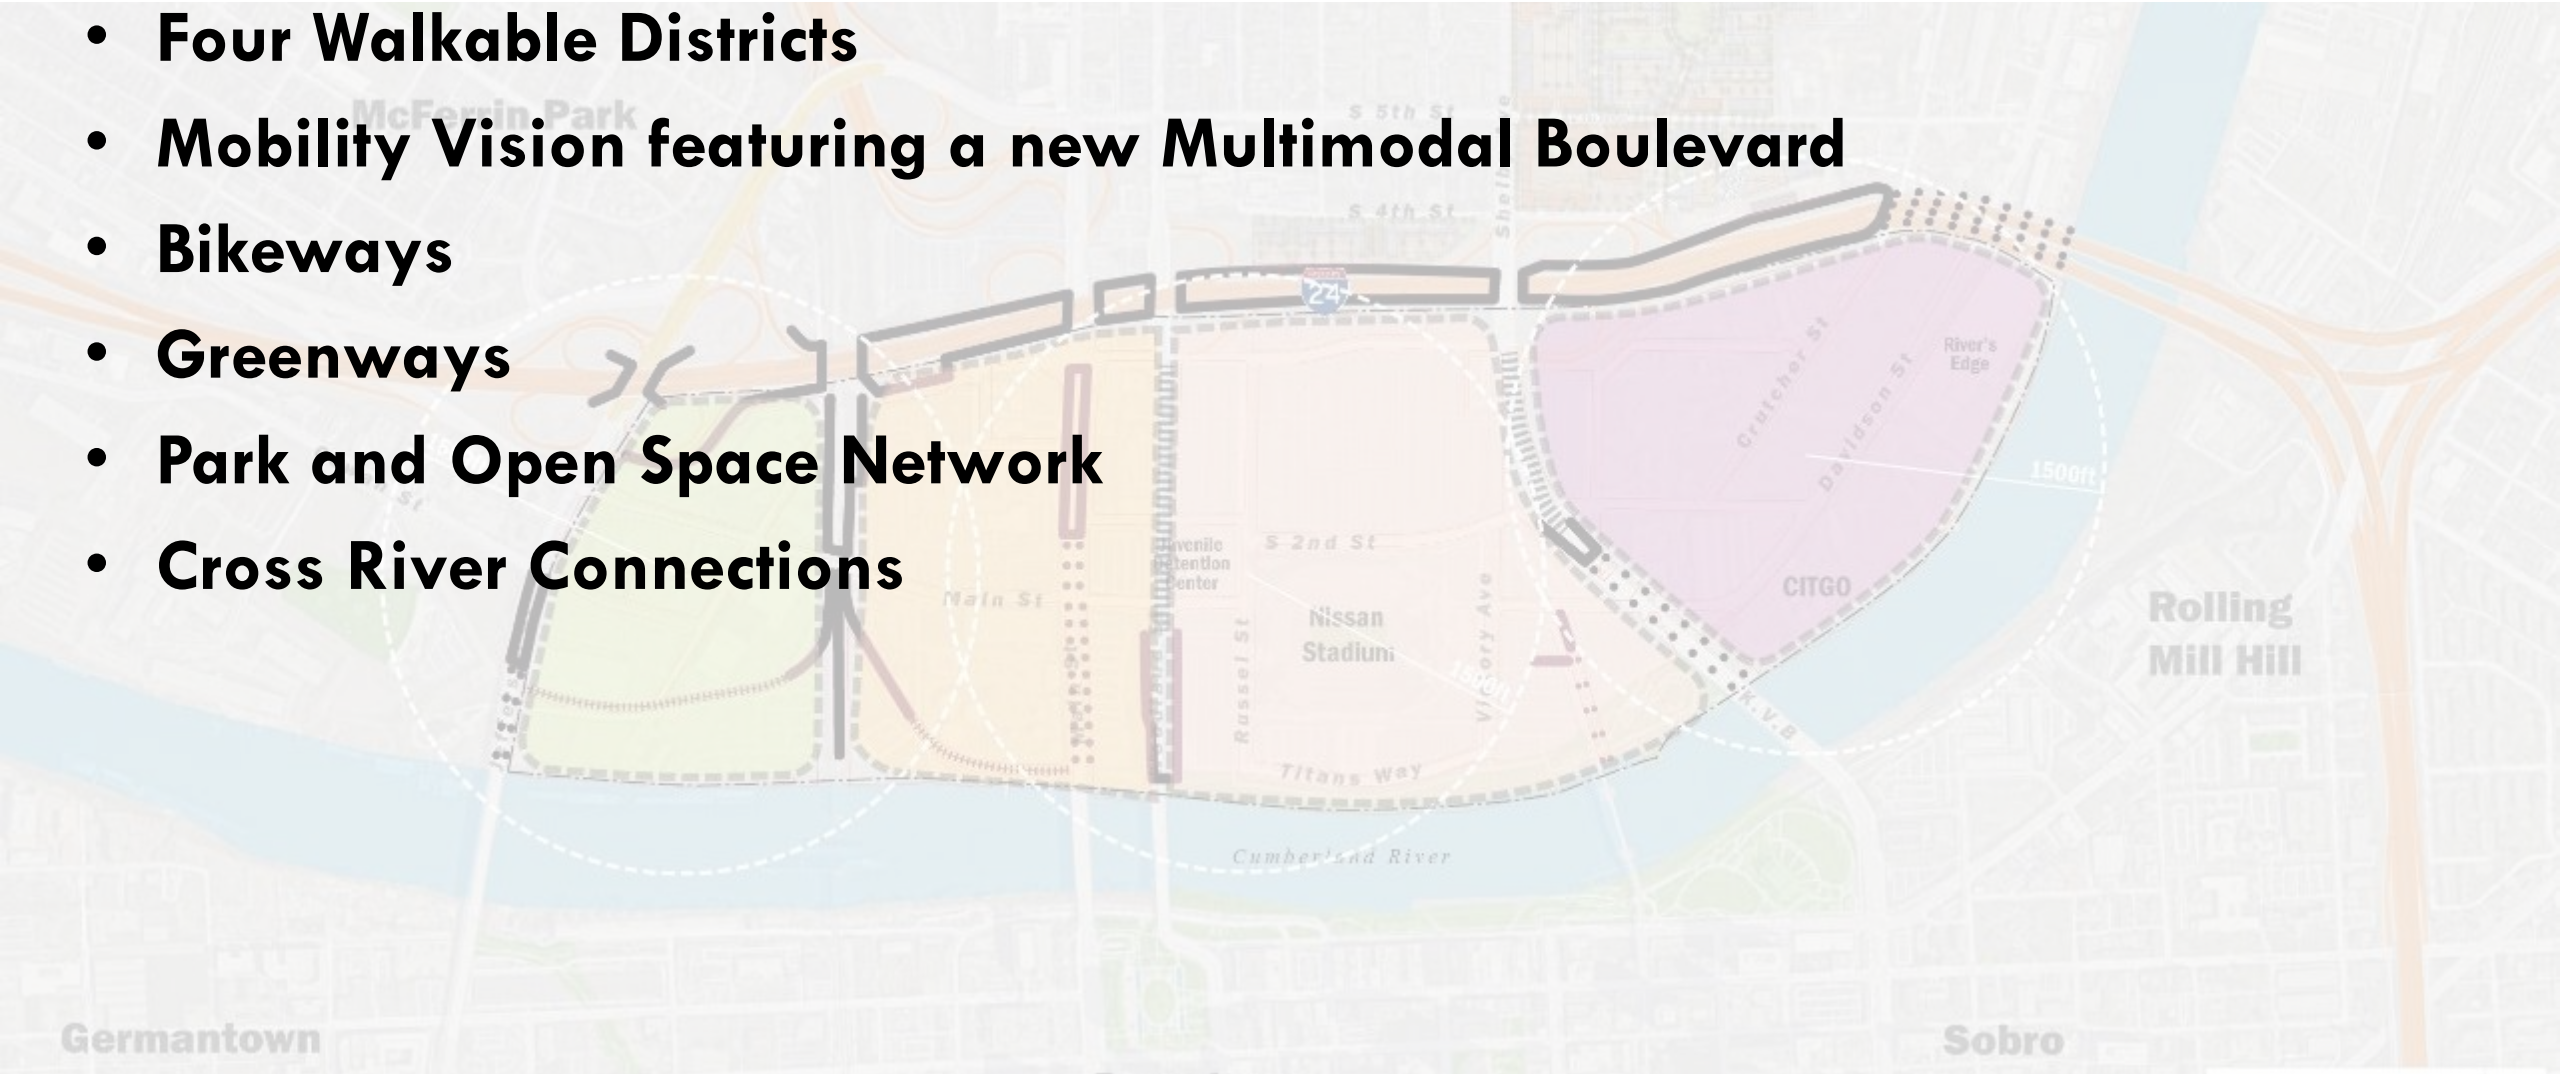 • Four Walkable Districts
McFerrin Park
S 5th St
• Mobility Vision featuring a new Multimodal Boulevard
S 4th St
• Bikeways
24
• Greenways
Crutcher St
Davidson St
River's
Edge
• Park and Open Space Network
1500ft
• Cross River Connections
S 2nd St
Center
CITGO
Main St
Nissan
Stadium
Russel St
Victory Ave
1500ft
Rolling
Mill Hill
K.V.B
Titans Way
Cumberland River
Germantown
Sobro